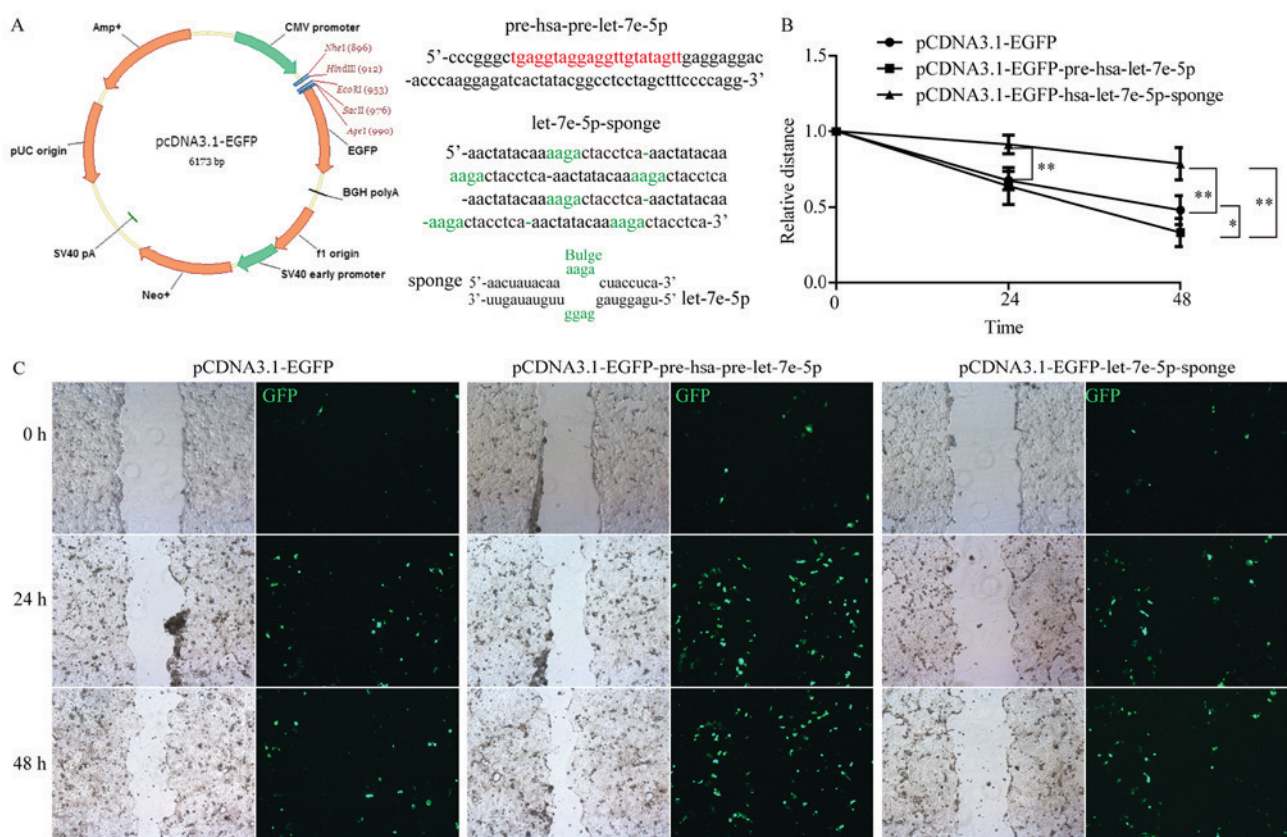 A
Amp+
CMV promoter
NheI (896)
HindIII (912)
EcoRI (953)
SacII (976)
AgeI (990)
pUC origin
pcDNA3.1-EGFP
6173 bp
EGFP
BGH polyA
SV40 pA
f1 origin
SV40 early promoter
Neo+
pre-hsa-pre-let-7e-5p
5’-cccgggctgaggtaggaggttgtatagttgaggaggac
-acccaaggagatcactatacggcctcctagctttccccagg-3’
let-7e-5p-sponge
5’-aactatacaaaagactacctca-aactatacaa
aagactacctca-aactatacaaaagactacctca
-aactatacaaaagactacctca-aactatacaa
-aagactacctca-aactatacaaaagactacctca-3’
Bulge
aaga
sponge 5’-aacuauacaa cuaccuca-3’
3’-uugauauguu gauggagu-5’ let-7e-5p
ggag
B
pCDNA3.1-EGFP
pCDNA3.1-EGFP-pre-hsa-let-7e-5p
pCDNA3.1-EGFP-hsa-let-7e-5p-sponge
Relative distance
1.5
1.0
0.5
0.0
0
24
48
Time
**
**
*
**
C
pCDNA3.1-EGFP
pCDNA3.1-EGFP-pre-hsa-pre-let-7e-5p
pCDNA3.1-EGFP-let-7e-5p-sponge
GFP
GFP
GFP
0 h
24 h
48 h